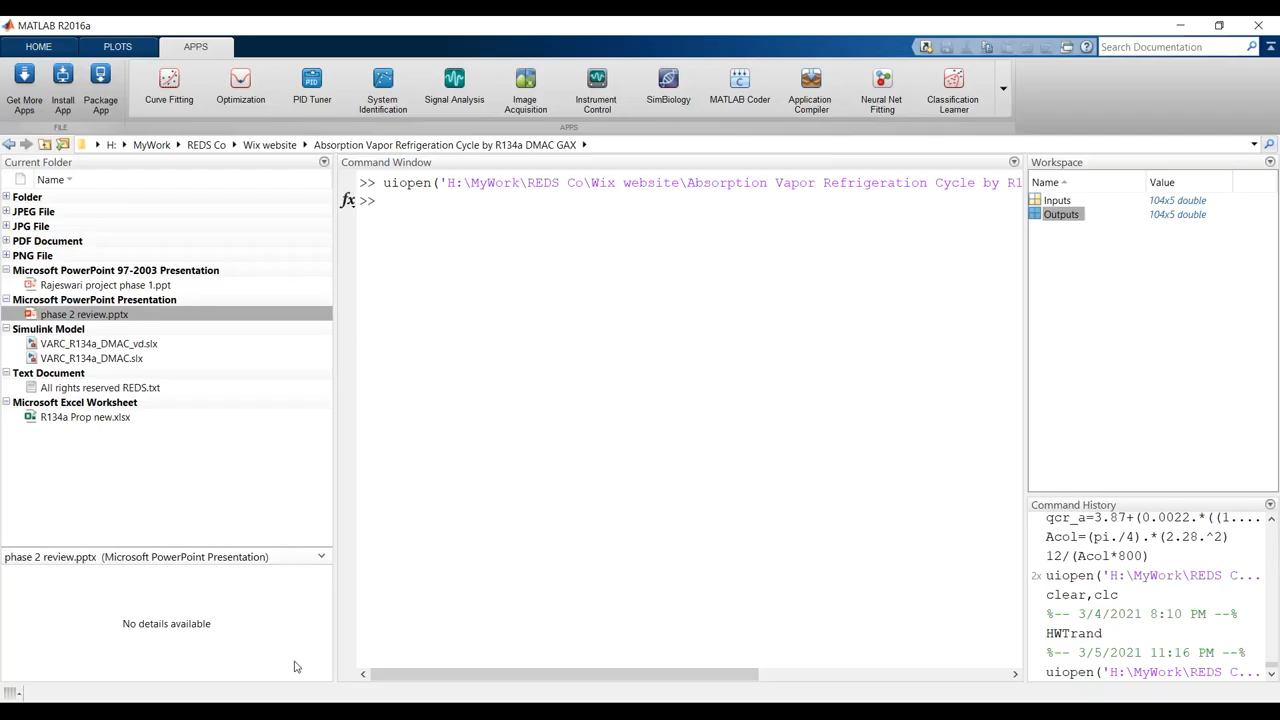 MATLAB R2016a
HOME PLOTS APPS
Search Documentation
Get More Apps
Install App
Package App
Curve Fitting
Optimization
PID Tuner
System Identification
Signal Analysis
Image Acquisition
Instrument Control
SimBiology
MATLAB Coder
Application Compiler
Neural Net Fitting
Classification Learner
FILE
APPS
H: ▸ MyWork ▸ REDS Co ▸ Wix website ▸ Absorption Vapor Refrigeration Cycle by R134a DMAC GAX ▸
Current Folder
Name
Folder
JPEG File
JPG File
PDF Document
PNG File
Microsoft PowerPoint 97-2003 Presentation
Rajeswari project phase 1.ppt
Microsoft PowerPoint Presentation
phase 2 review.pptx
Simulink Model
VARC_R134a_DMAC_vd.slx
VARC_R134a_DMAC.slx
Text Document
All rights reserved REDS.txt
Microsoft Excel Worksheet
R134a Prop new.xlsx
phase 2 review.pptx (Microsoft PowerPoint Presentation)
No details available
Command Window
>> uiopen('H:\MyWork\REDS Co\Wix website\Absorption Vapor Refrigeration Cycle by R1
fx >>
Workspace
Name Value
Inputs 104x5 double
Outputs 104x5 double
Command History
qcr_a=3.87+(0.0022.*((1....
Acol=(pi./4).*(2.28.^2)
12/(Acol*800)
2x uiopen('H:\MyWork\REDS C...
clear,clc
%-- 3/4/2021 8:10 PM --%
HWTrand
%-- 3/5/2021 11:16 PM --%
uiopen('H:\MyWork\REDS C...